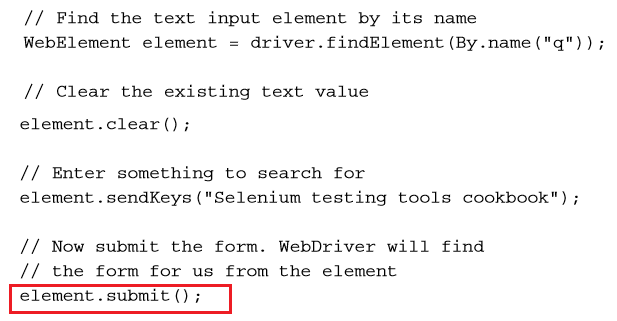 // Find the text input element by its name
WebElement element = driver.findElement(By.name("q"));
// Clear the existing text value
element.clear();
// Enter something to search for
element.sendKeys("Selenium testing tools cookbook");
// Now submit the form. WebDriver will find
// the form for us from the element
element.submit();